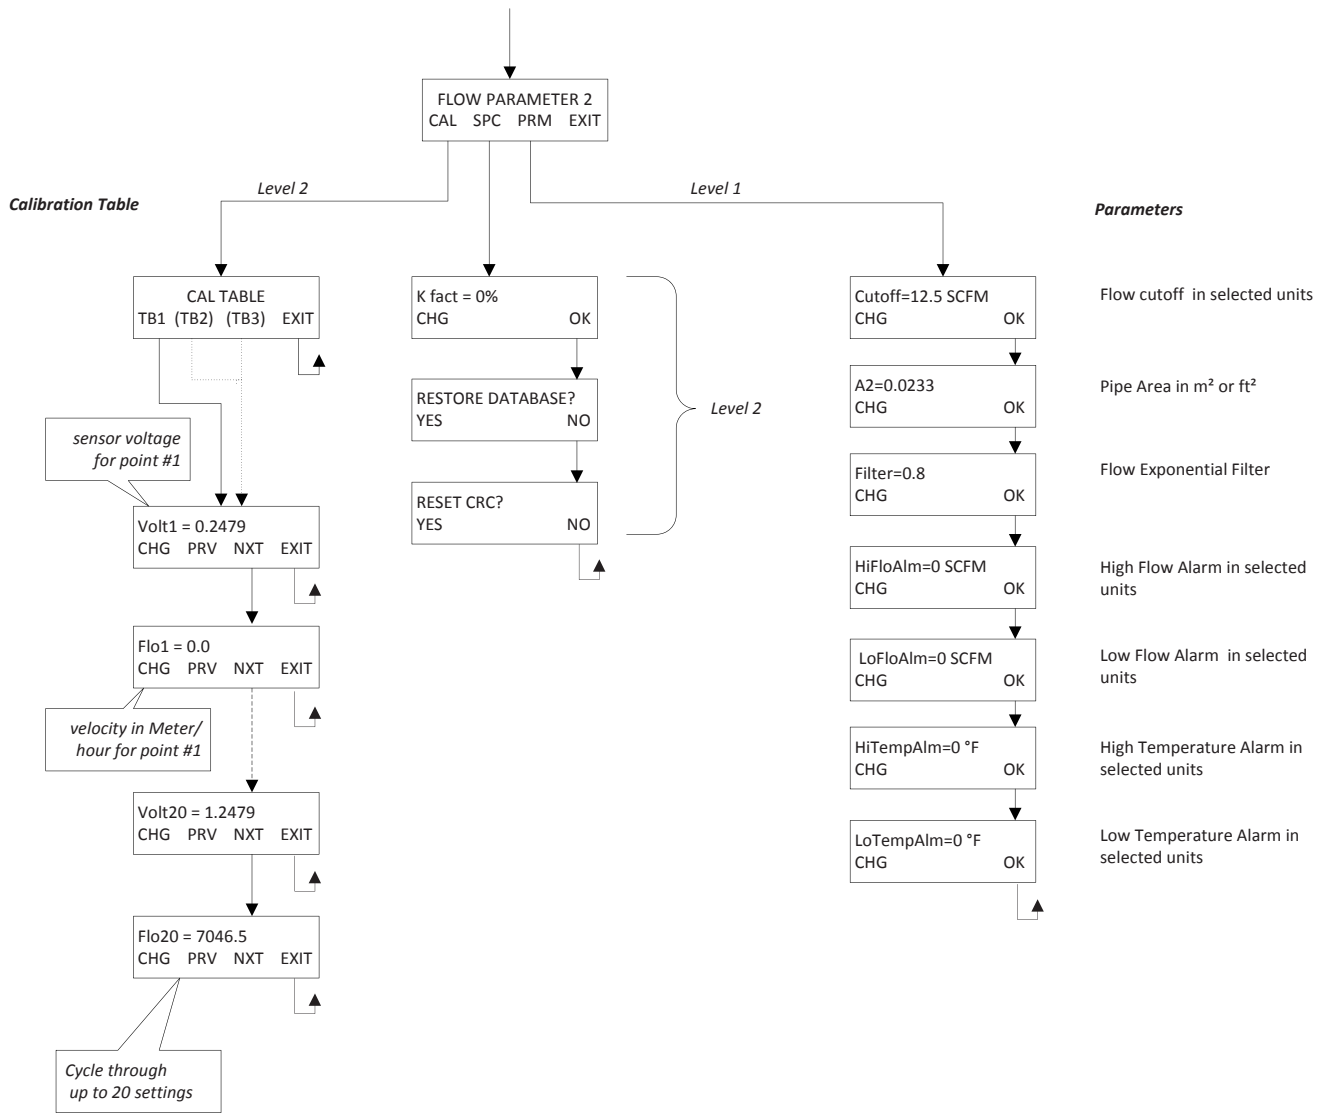 FLOW PARAMETER 2
CAL SPC PRM EXIT
Level 2
Level 1
Calibration Table
Parameters
CAL TABLE
TB1 (TB2) (TB3) EXIT
sensor voltage
for point #1
Volt1 = 0.2479
CHG PRV NXT EXIT
Flo1 = 0.0
CHG PRV NXT EXIT
velocity in Meter/
hour for point #1
Volt20 = 1.2479
CHG PRV NXT EXIT
Flo20 = 7046.5
CHG PRV NXT EXIT
Cycle through
up to 20 settings
K fact = 0%
CHG OK
RESTORE DATABASE?
YES NO
RESET CRC?
YES NO
Level 2
Cutoff=12.5 SCFM
CHG OK
Flow cutoff in selected units
A2=0.0233
CHG OK
Pipe Area in m² or ft²
Filter=0.8
CHG OK
Flow Exponential Filter
HiFloAlm=0 SCFM
CHG OK
High Flow Alarm in selected
units
LoFloAlm=0 SCFM
CHG OK
Low Flow Alarm in selected
units
HiTempAlm=0 °F
CHG OK
High Temperature Alarm in
selected units
LoTempAlm=0 °F
CHG OK
Low Temperature Alarm in
selected units